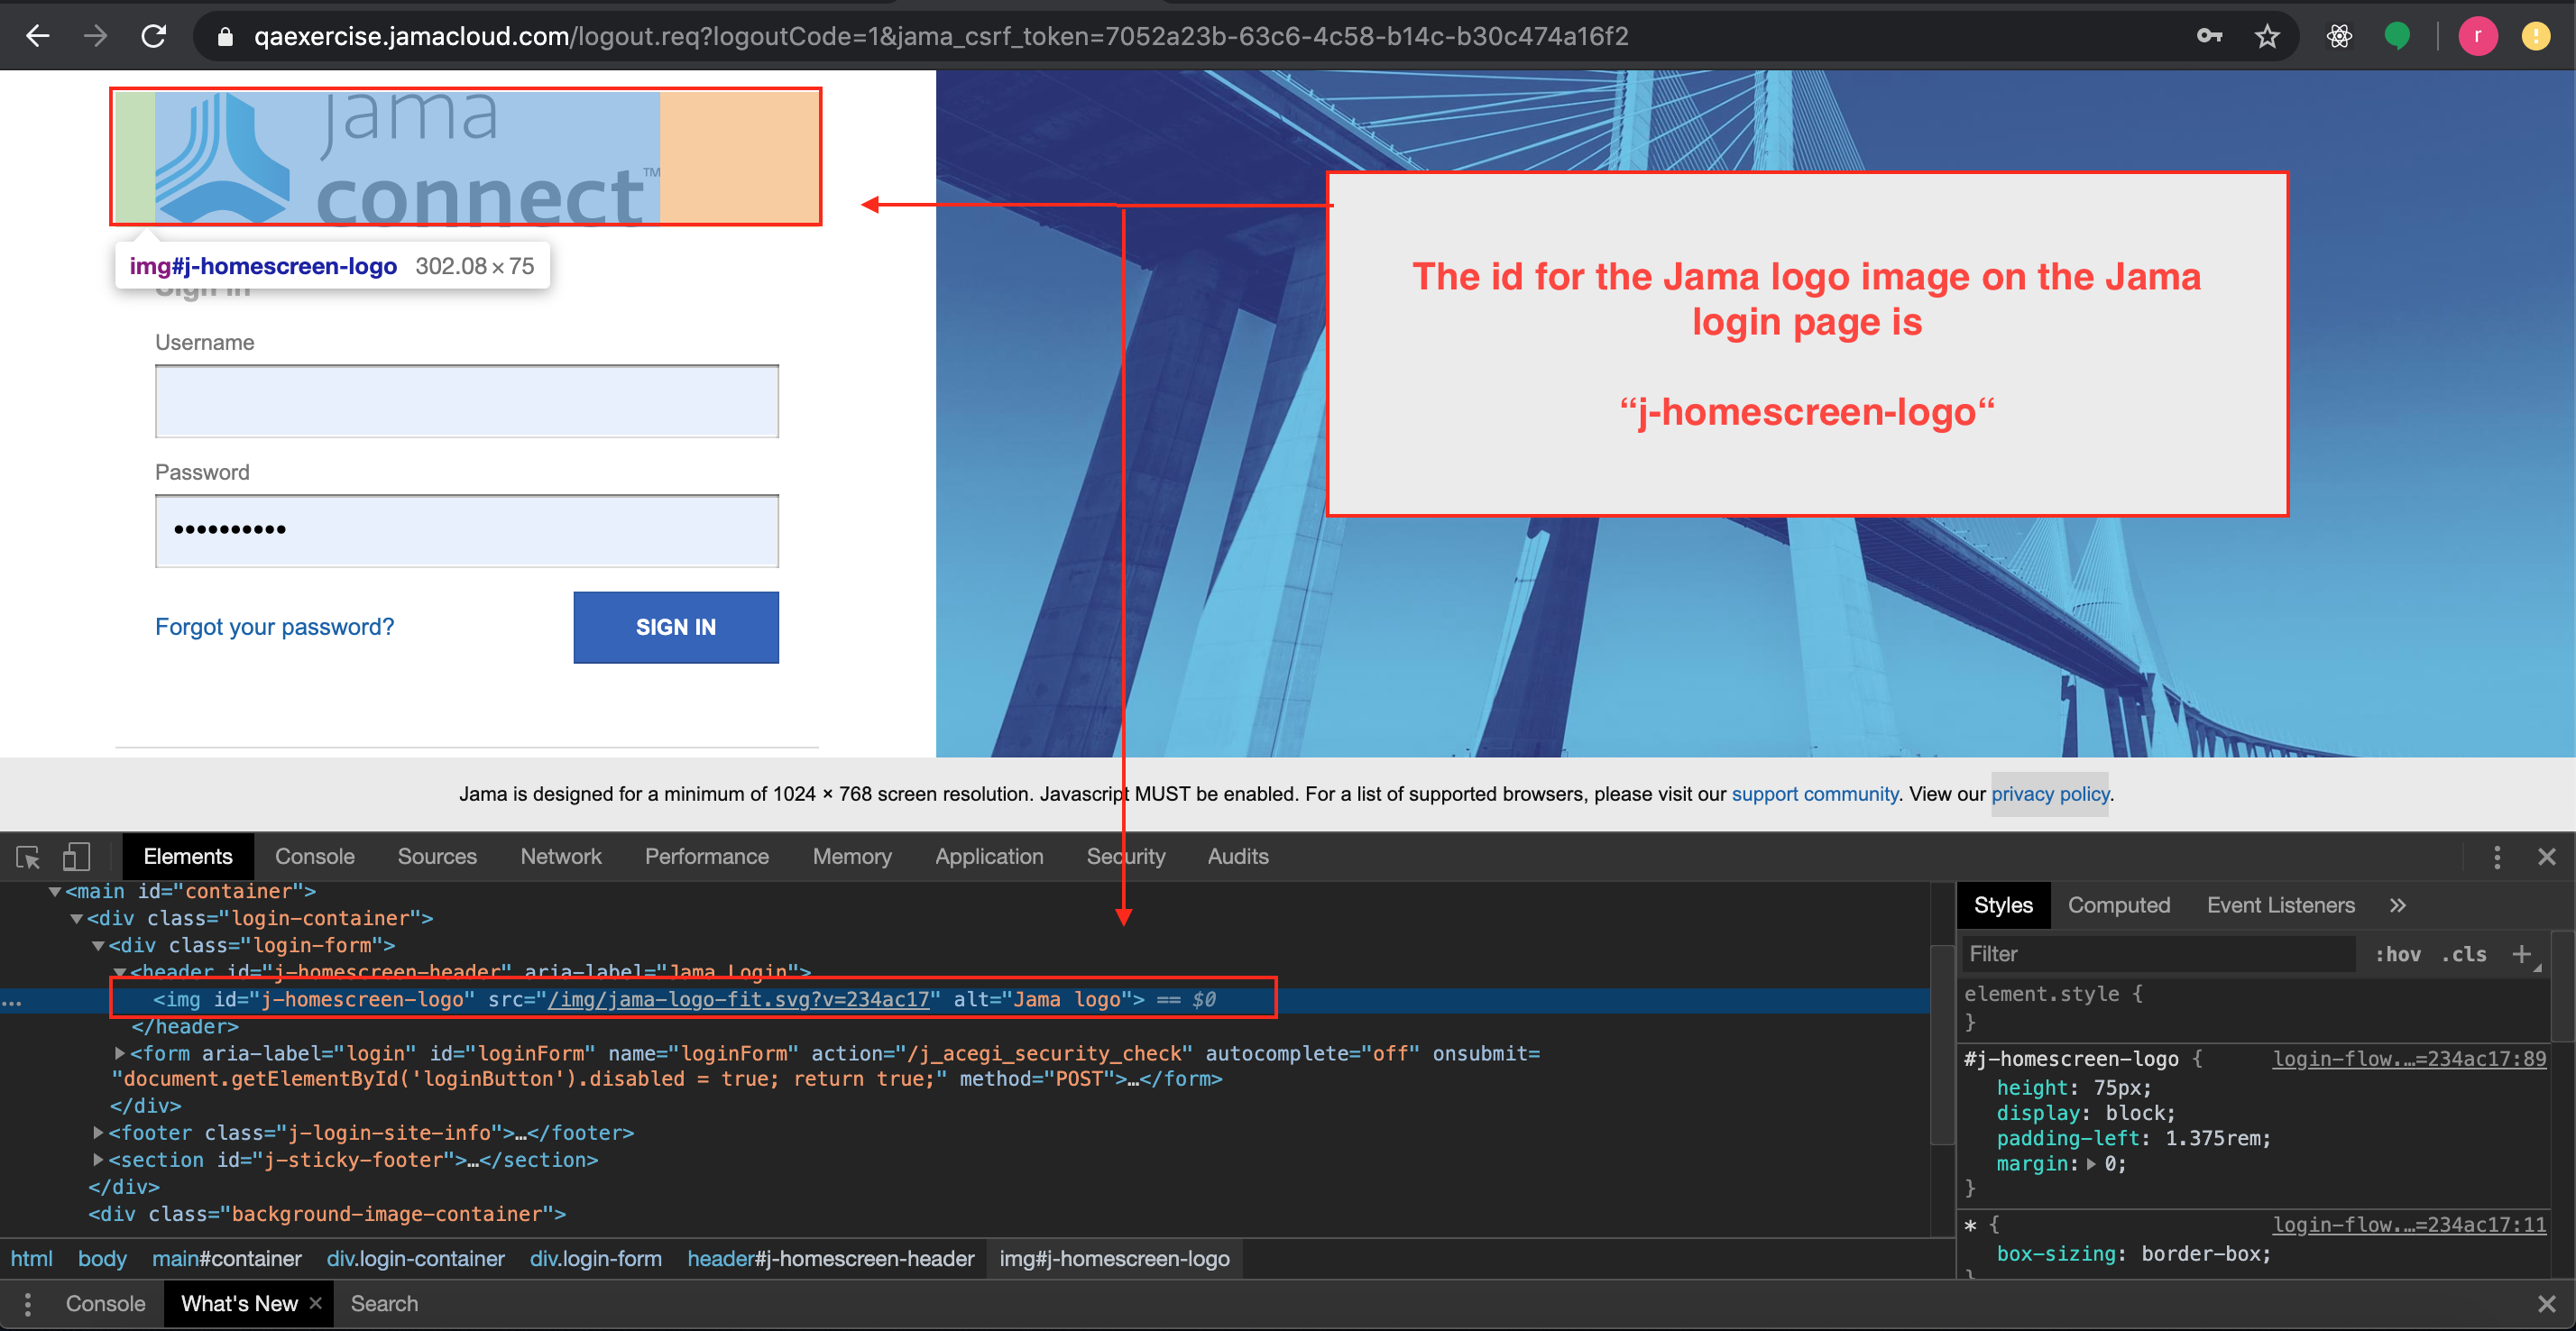 qaexercise.jamacloud.com/logout.req?logoutCode=1&jama_csrf_token=7052a23b-63c6-4c58-b14c-b30c474a16f2
r
jama
connect™
img#j-homescreen-logo 302.08 × 75
Sign in
Username
Password
••••••••••
Forgot your password?
SIGN IN
The id for the Jama logo image on the Jama
login page is
“j-homescreen-logo“
Jama is designed for a minimum of 1024 × 768 screen resolution. Javascript MUST be enabled. For a list of supported browsers, please visit our support community. View our privacy policy.
Elements Console Sources Network Performance Memory Application Security Audits
<main id="container">
<div class="login-container">
<div class="login-form">
<header id="j-homescreen-header" aria-label="Jama Login">
… <img id="j-homescreen-logo" src="/img/jama-logo-fit.svg?v=234ac17" alt="Jama logo"> == $0
</header>
<form aria-label="login" id="loginForm" name="loginForm" action="/j_acegi_security_check" autocomplete="off" onsubmit=
"document.getElementById('loginButton').disabled = true; return true;" method="POST">…</form>
</div>
<footer class="j-login-site-info">…</footer>
<section id="j-sticky-footer">…</section>
</div>
<div class="background-image-container">
html body main#container div.login-container div.login-form header#j-homescreen-header img#j-homescreen-logo
Styles Computed Event Listeners »
Filter :hov .cls +
element.style {
}
#j-homescreen-logo { login-flow.…=234ac17:89
height: 75px;
display: block;
padding-left: 1.375rem;
margin: 0;
}
* { login-flow.…=234ac17:11
box-sizing: border-box;
}
Console What's New × Search